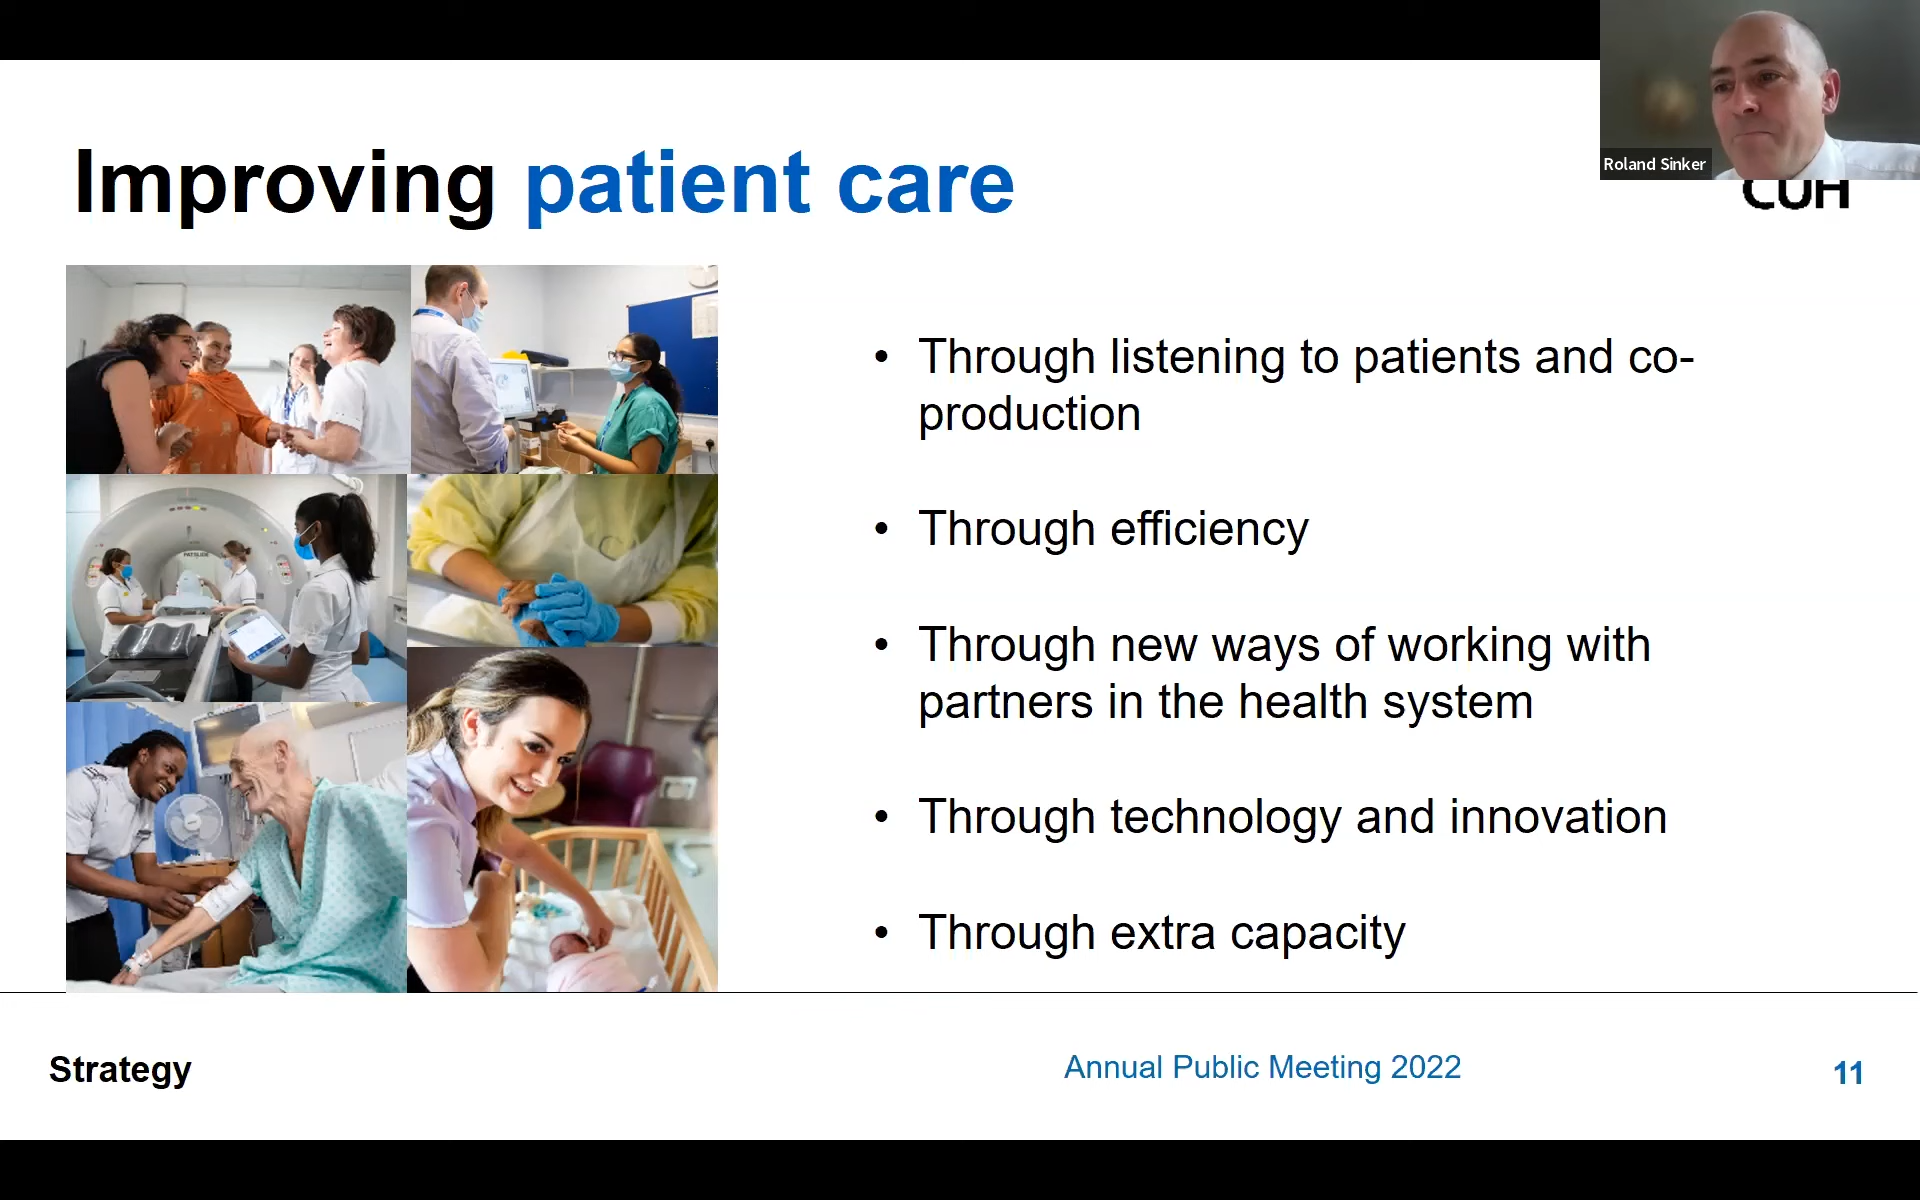 Roland Sinker
CUH
Improving patient care
• Through listening to patients and co-
production
• Through efficiency
• Through new ways of working with
partners in the health system
• Through technology and innovation
• Through extra capacity
PATSLIDE
Strategy
Annual Public Meeting 2022
11